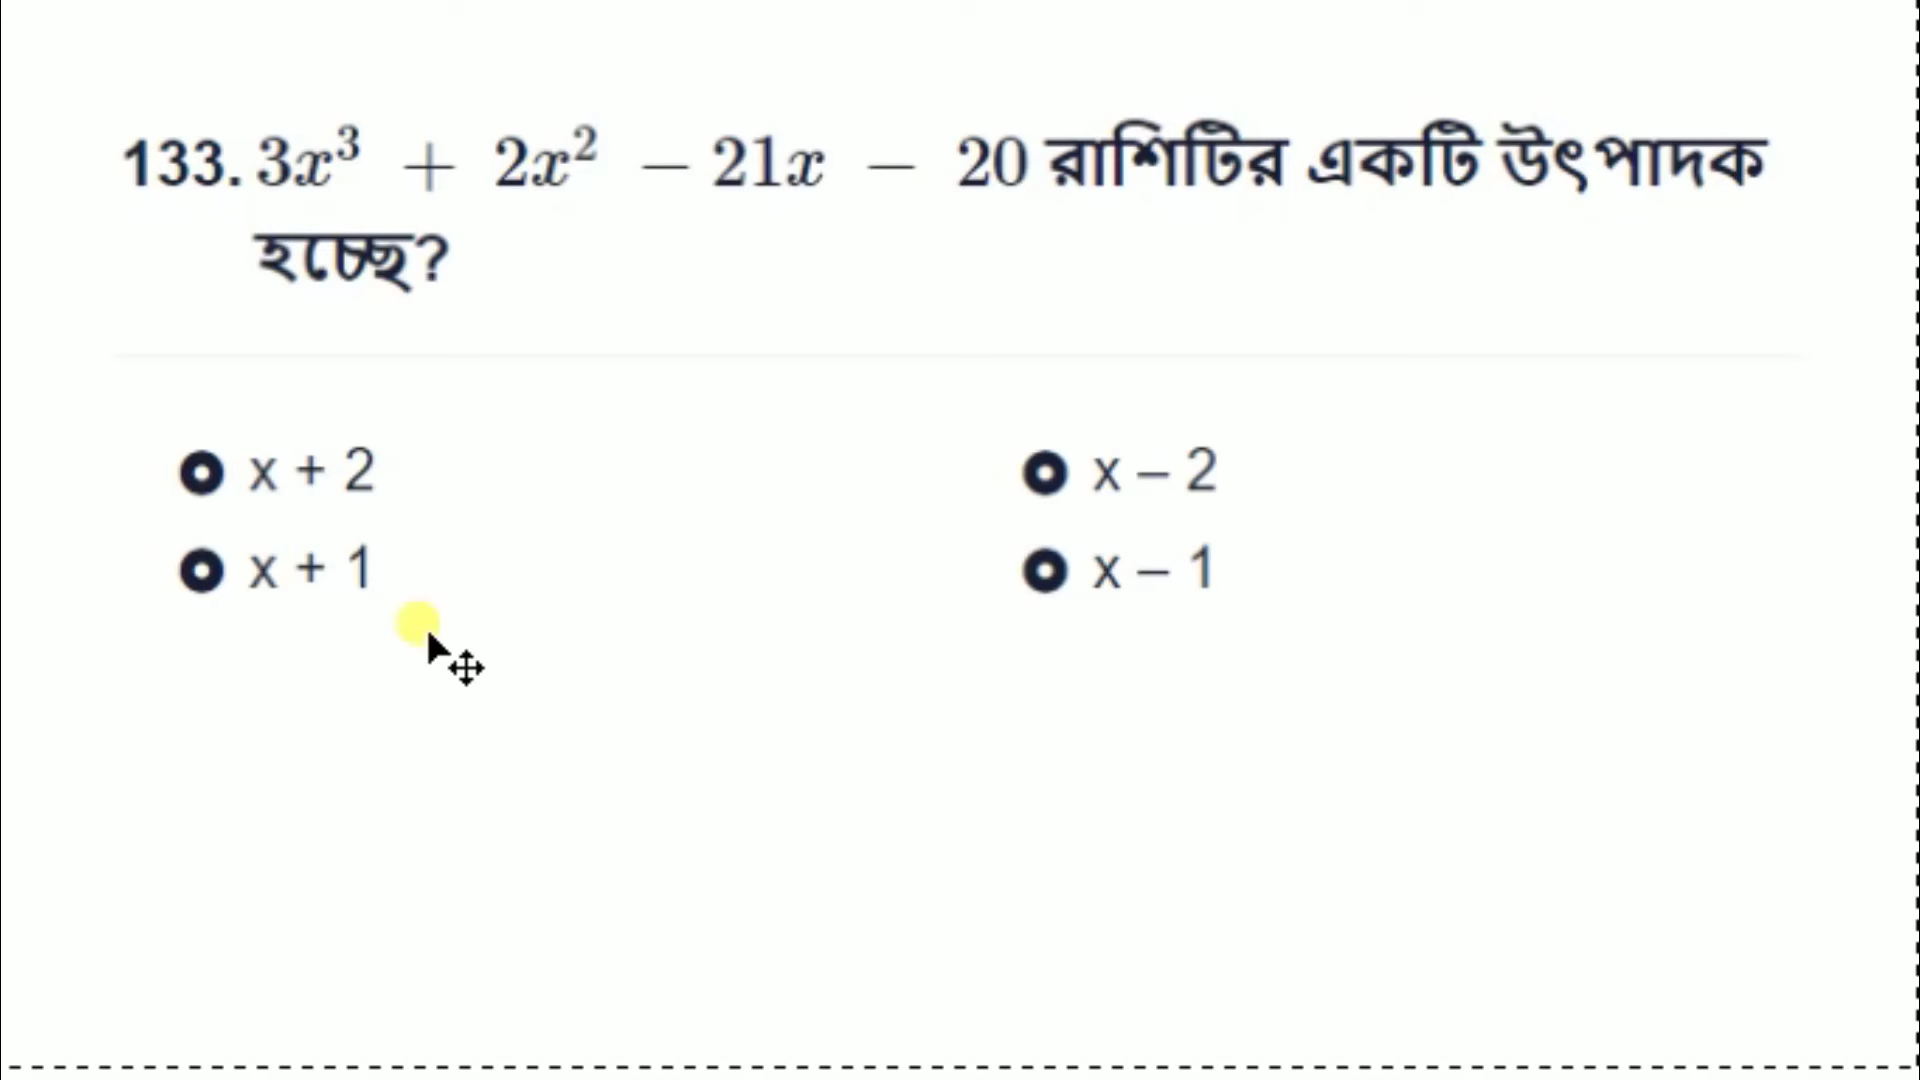 133. 3x³ + 2x² − 21x − 20 রাশিটির একটি উৎপাদক
হচ্ছে?
x + 2
x – 2
x + 1
x – 1